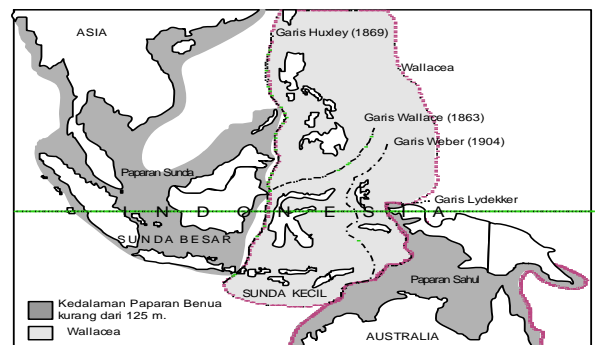 ASIA
Garis Huxley (1869)
Wallacea
Garis Wallace (1863)
Garis Weber (1904)
Paparan Sunda
Garis Lydekker
INDONESIA
SUNDA BESAR
Paparan Sahul
SUNDA KECIL
Kedalaman Paparan Benua
kurang dari 125 m.
Wallacea
AUSTRALIA